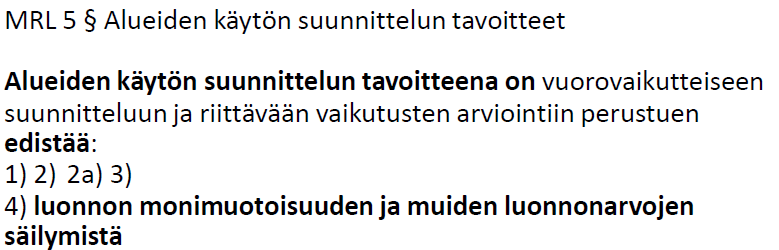 MRL 5 § Alueiden käytön suunnittelun tavoitteet
Alueiden käytön suunnittelun tavoitteena on vuorovaikutteiseen
suunnitteluun ja riittävään vaikutusten arviointiin perustuen
edistää:
1) 2) 2a) 3)
4) luonnon monimuotoisuuden ja muiden luonnonarvojen
säilymistä